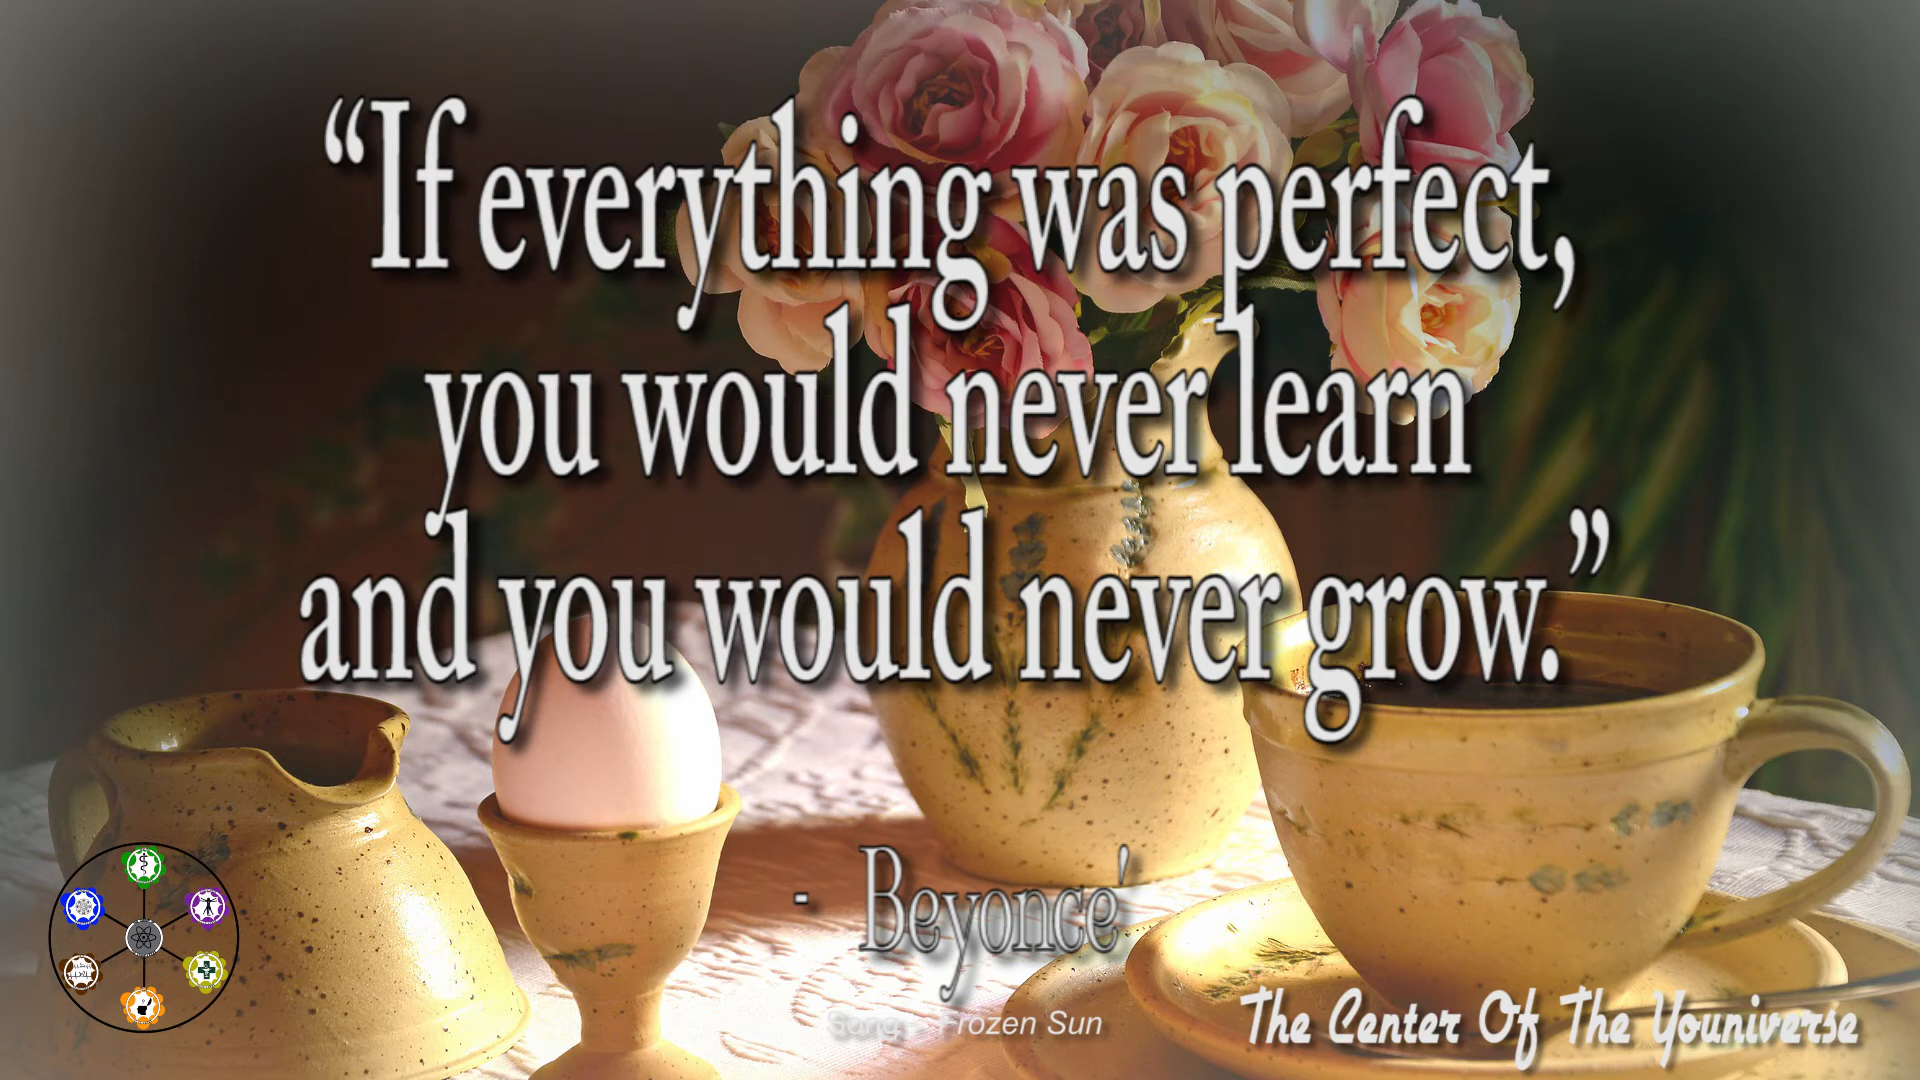 “If everything was perfect,
you would never learn
and you would never grow.”
- Beyonce'
Song - Frozen Sun
The Center Of The Youniverse